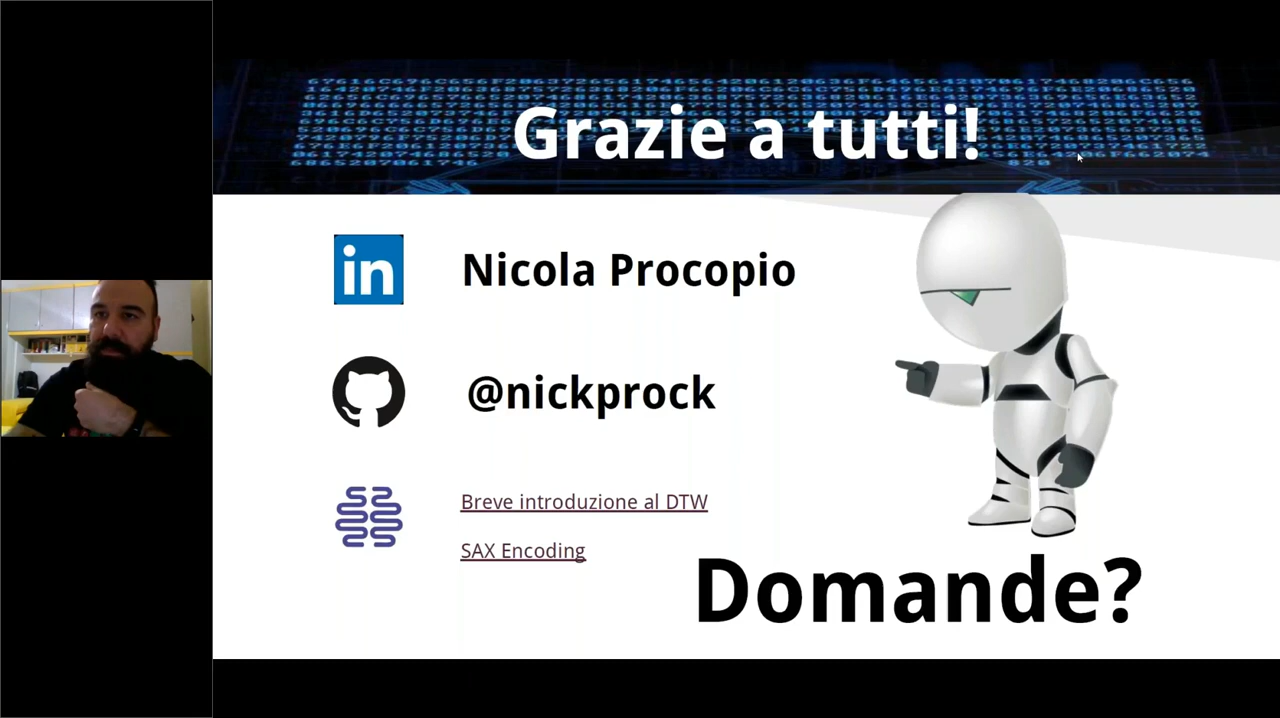 Grazie a tutti!
in
Nicola Procopio
@nickprock
Breve introduzione al DTW
SAX Encoding
Domande?